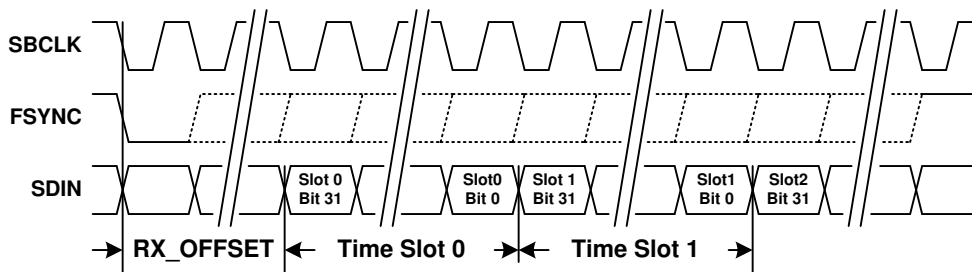 SBCLK
FSYNC
SDIN
Slot 0
Bit 31
Slot0
Bit 0
Slot 1
Bit 31
Slot1
Bit 0
Slot2
Bit 31
RX_OFFSET
Time Slot 0
Time Slot 1